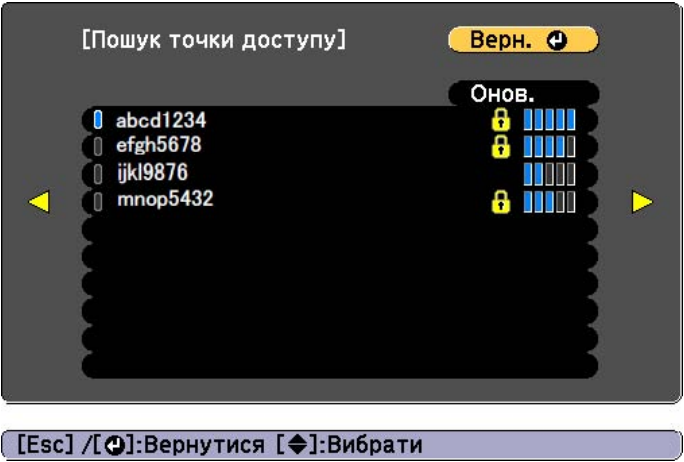 [Пошук точки доступу]
Верн.
Онов.
abcd1234
efgh5678
ijkl9876
mnop5432
[Esc] /[]:Вернутися []:Вибрати